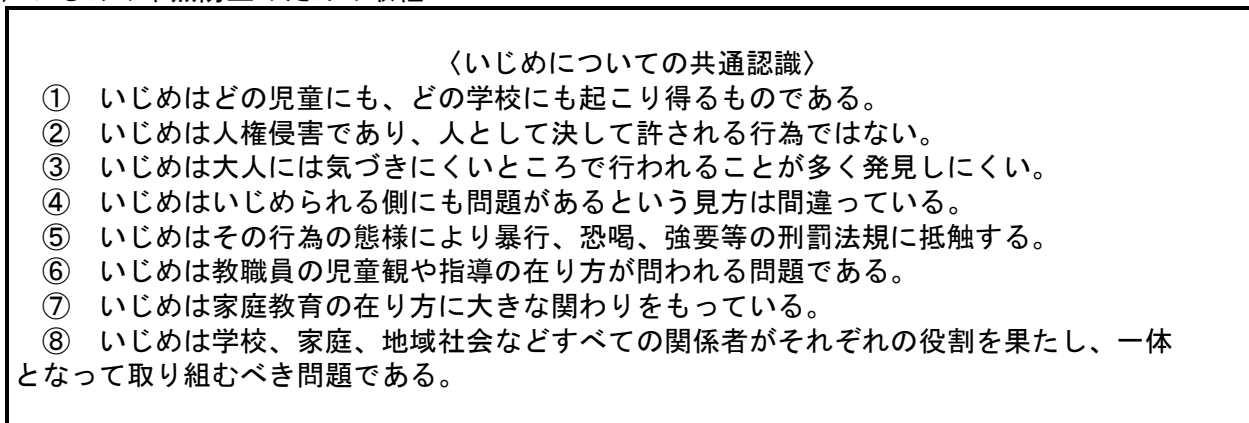 〈いじめについての共通認識〉
① いじめはどの児童にも、どの学校にも起こり得るものである。
② いじめは人権侵害であり、人として決して許される行為ではない。
③ いじめは大人には気づきにくいところで行われることが多く発見しにくい。
④ いじめはいじめられる側にも問題があるという見方は間違っている。
⑤ いじめはその行為の態様により暴行、恐喝、強要等の刑罰法規に抵触する。
⑥ いじめは教職員の児童観や指導の在り方が問われる問題である。
⑦ いじめは家庭教育の在り方に大きな関わりをもっている。
⑧ いじめは学校、家庭、地域社会などすべての関係者がそれぞれの役割を果たし、一体
となって取り組むべき問題である。